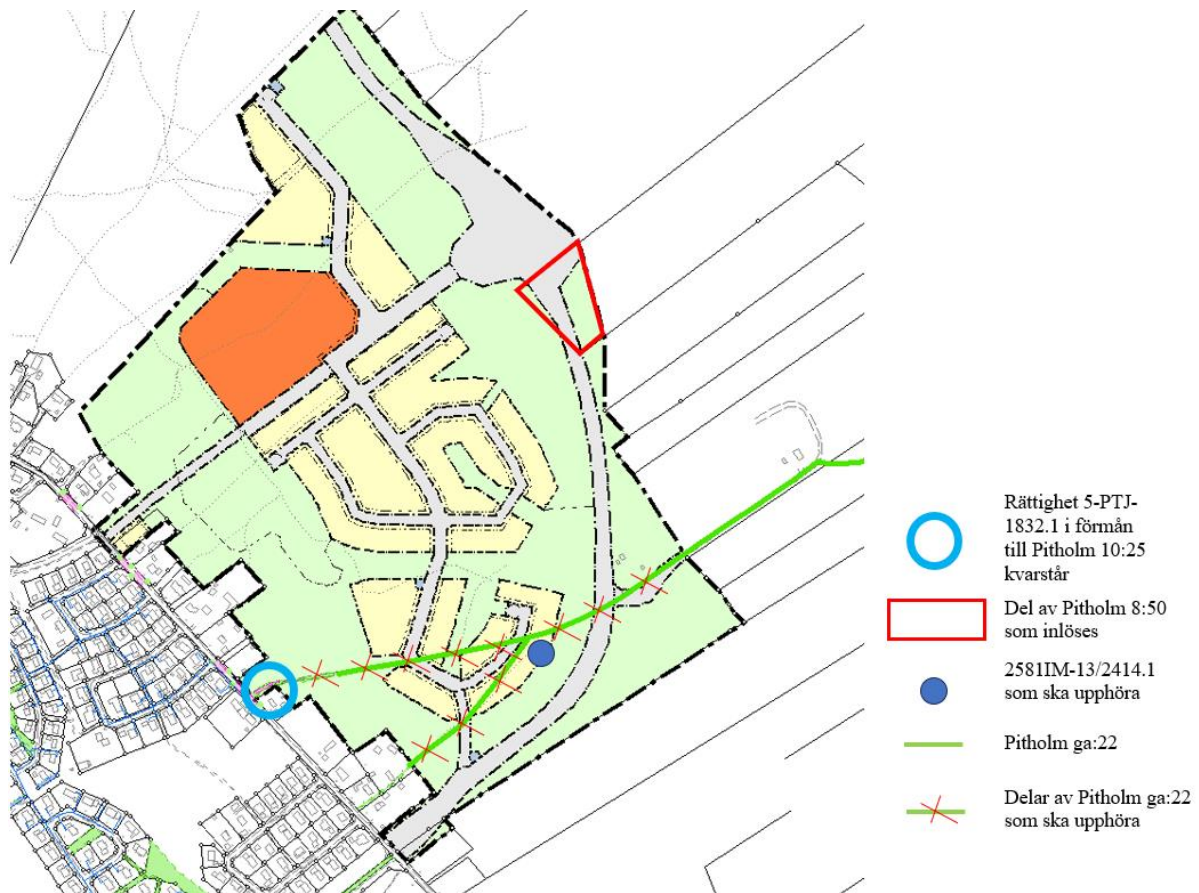 Rättighet 5-PTJ-
1832.1 i förmån
till Pitholm 10:25
kvarstår
Del av Pitholm 8:50
som inlöses
2581IM-13/2414.1
som ska upphöra
Pitholm ga:22
Delar av Pitholm ga:22
som ska upphöra